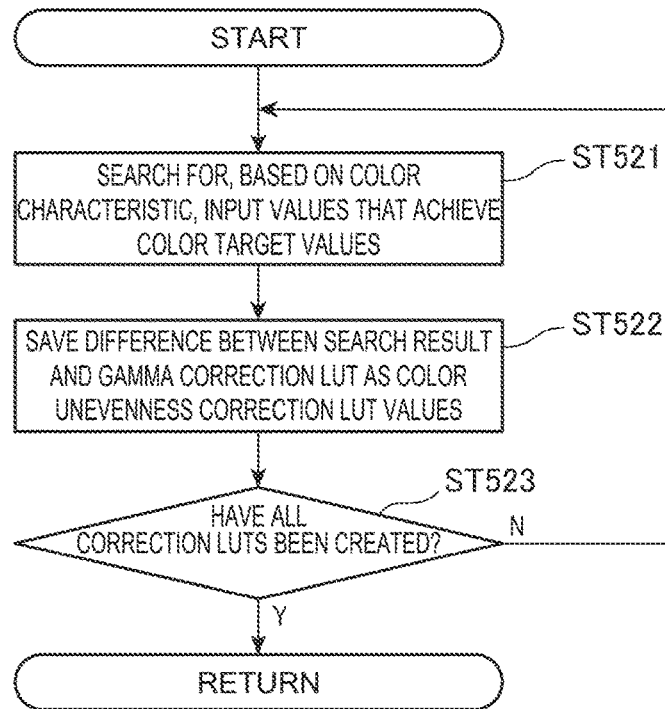 START
ST521
SEARCH FOR, BASED ON COLOR
CHARACTERISTIC, INPUT VALUES THAT ACHIEVE
COLOR TARGET VALUES
ST522
SAVE DIFFERENCE BETWEEN SEARCH RESULT
AND GAMMA CORRECTION LUT AS COLOR
UNEVENNESS CORRECTION LUT VALUES
ST523
HAVE ALL
CORRECTION LUTS BEEN CREATED?
N
Y
RETURN